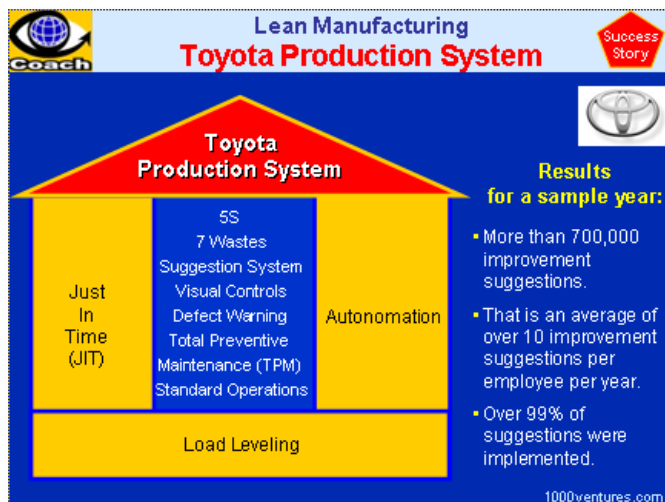 Coach
Lean Manufacturing
Toyota Production System
Success
Story
Toyota
Production System
Just
In
Time
(JIT)
5S
7 Wastes
Suggestion System
Visual Controls
Defect Warning
Total Preventive
Maintenance (TPM)
Standard Operations
Autonomation
Load Leveling
Results
for a sample year:
▪ More than 700,000
improvement
suggestions.
▪ That is an average of
over 10 improvement
suggestions per
employee per year.
▪ Over 99% of
suggestions were
implemented.
1000ventures.com